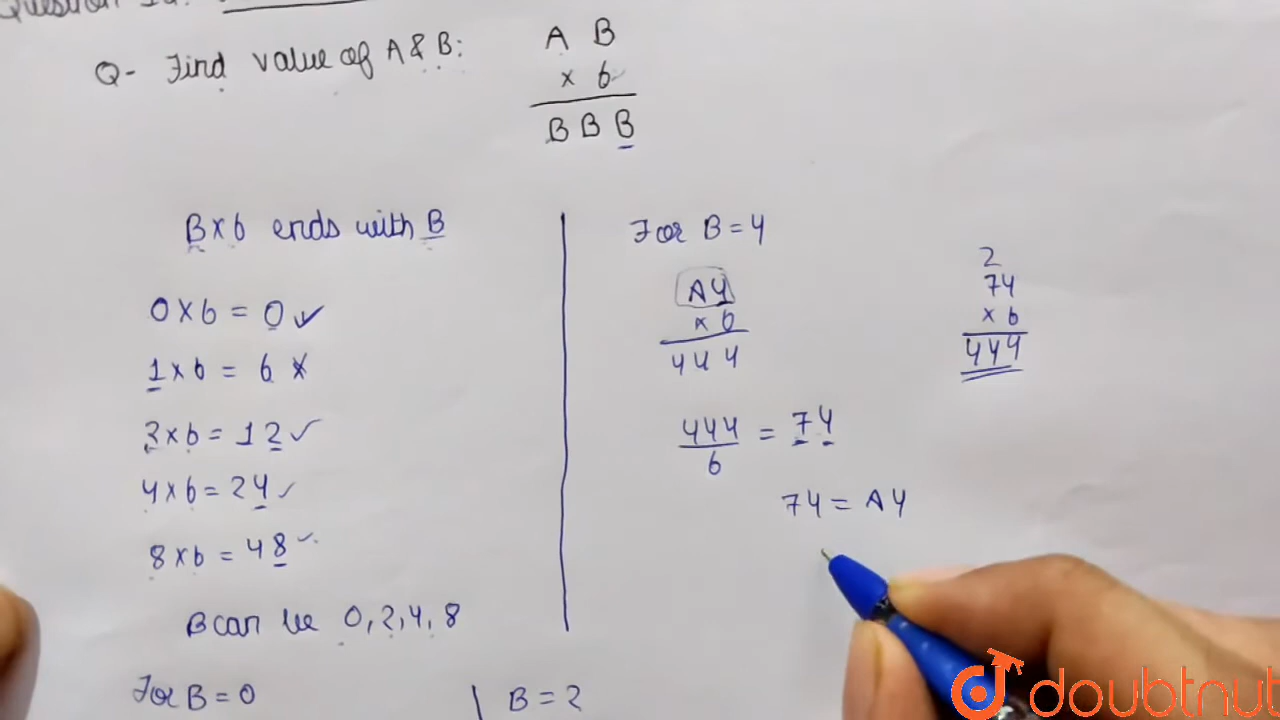 Question
Q- Find value of A & B:
A B
× 6
B B B
B×6 ends with B
0×6 = 0 ✓
1×6 = 6 ×
2×6 = 12 ✓
4×6 = 24 ✓
8×6 = 48 ✓
B can be 0, 2, 4, 8
For B = 0
B = 2
For B = 4
A4
× 6
444
444/6 = 74
74 = A4
2
74
× 6
444
doubtnut